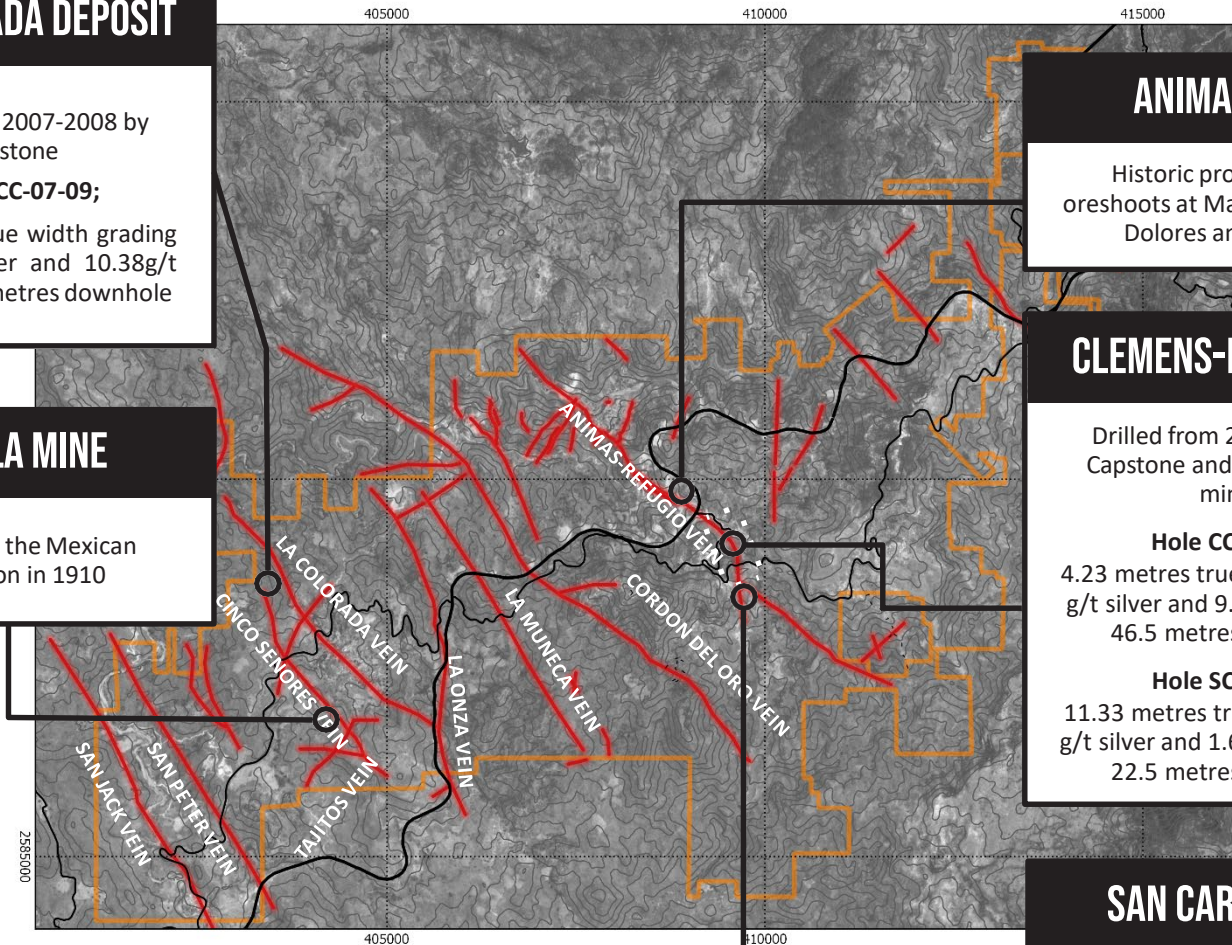 405000
410000
415000
ADA DEPOSIT
2007-2008 by
stone
CC-07-09;
ue width grading
er and 10.38g/t
metres downhole
LA MINE
the Mexican
on in 1910
ANIMA
Historic pro
oreshoots at Ma
Dolores an
CLEMENS-
Drilled from 2
Capstone and
min
Hole CC
4.23 metres true
g/t silver and 9.
46.5 metres
Hole SC
11.33 metres tr
g/t silver and 1.6
22.5 metres
SAN CAR
ANIMAS-REFUGIO VEIN
LA COLORADA VEIN
CINCO SENORES VEIN
LA MUNECA VEIN
CORDON DEL ORO VEIN
LA ONZA VEIN
SAN JACK VEIN
SAN PETER VEIN
TAJITOS VEIN
2585000
405000
410000